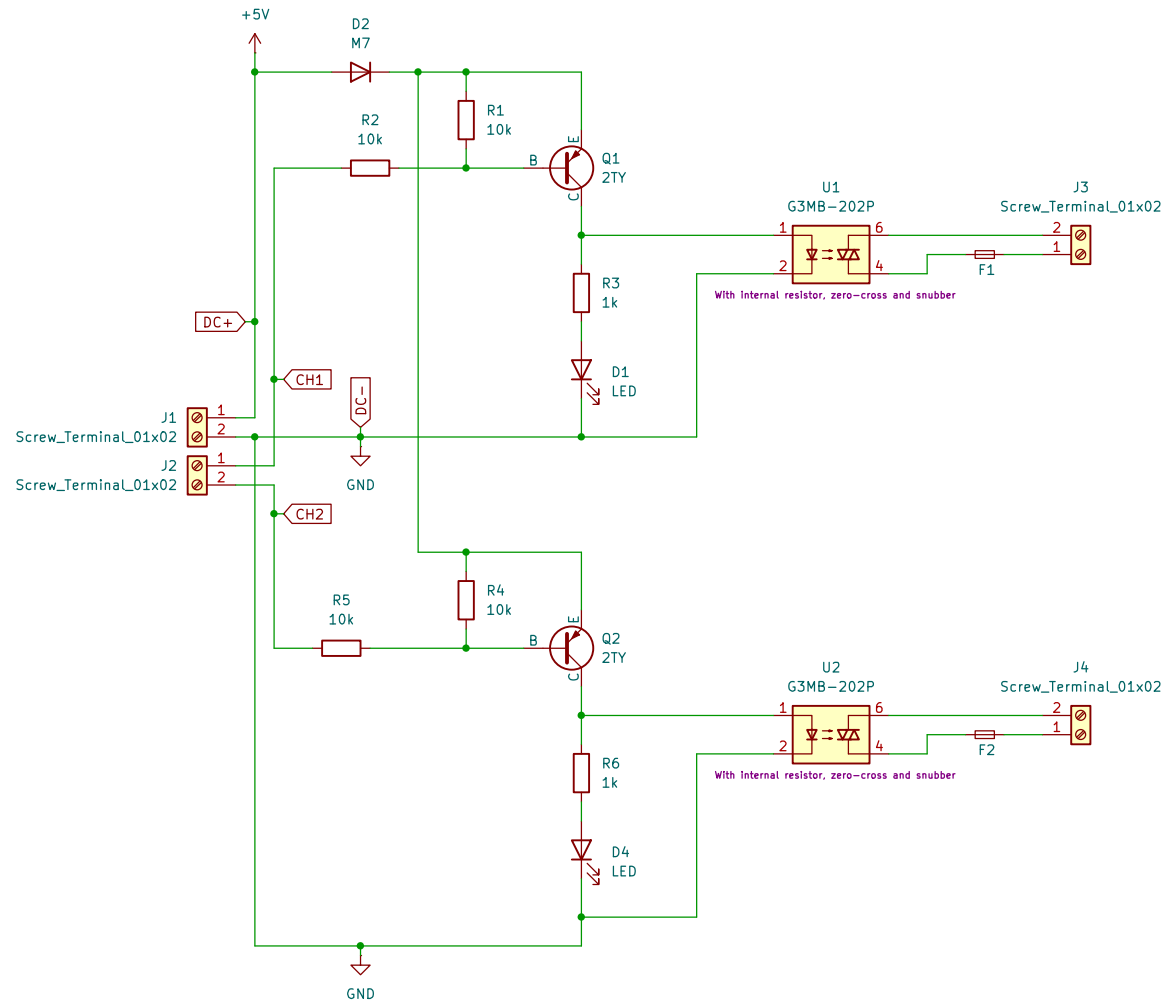 +5V
D2
M7
R1
10k
R2
10k
E
B
C
Q1
2TY
U1
G3MB-202P
1
2
6
4
With internal resistor, zero-cross and snubber
F1
J3
Screw_Terminal_01x02
2
1
R3
1k
D1
LED
DC+
CH1
DC-
J1
Screw_Terminal_01x02
1
2
J2
Screw_Terminal_01x02
1
2
GND
CH2
R4
10k
R5
10k
E
B
C
Q2
2TY
U2
G3MB-202P
1
2
6
4
With internal resistor, zero-cross and snubber
F2
J4
Screw_Terminal_01x02
2
1
R6
1k
D4
LED
GND